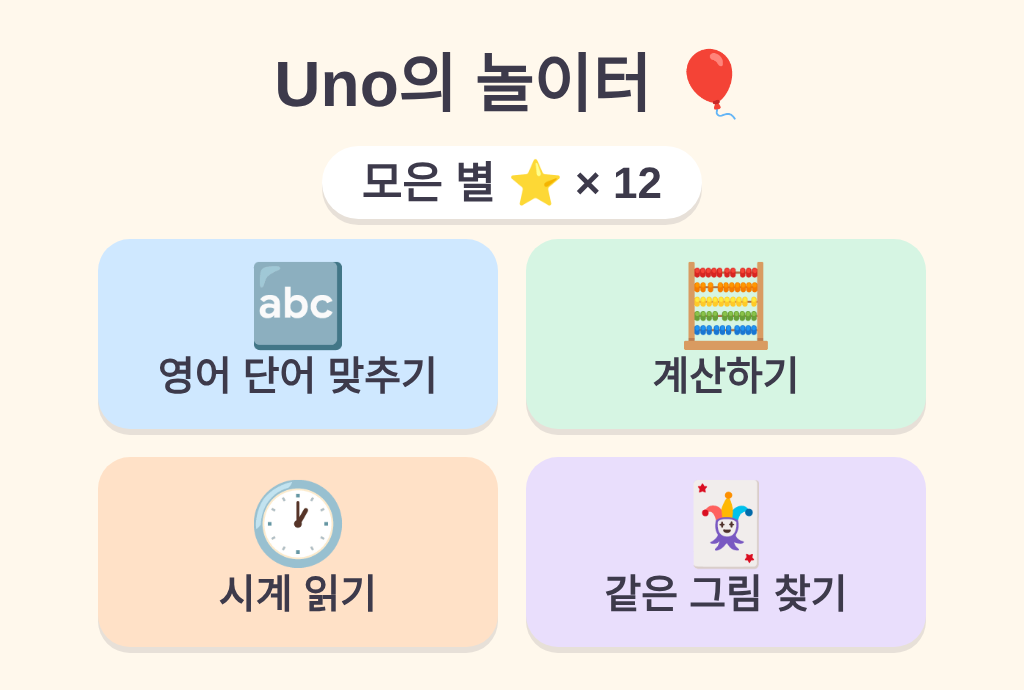 Uno의 놀이터 🎈
모은 별 ⭐ × 12
abc
영어 단어 맞추기
계산하기
시계 읽기
같은 그림 찾기